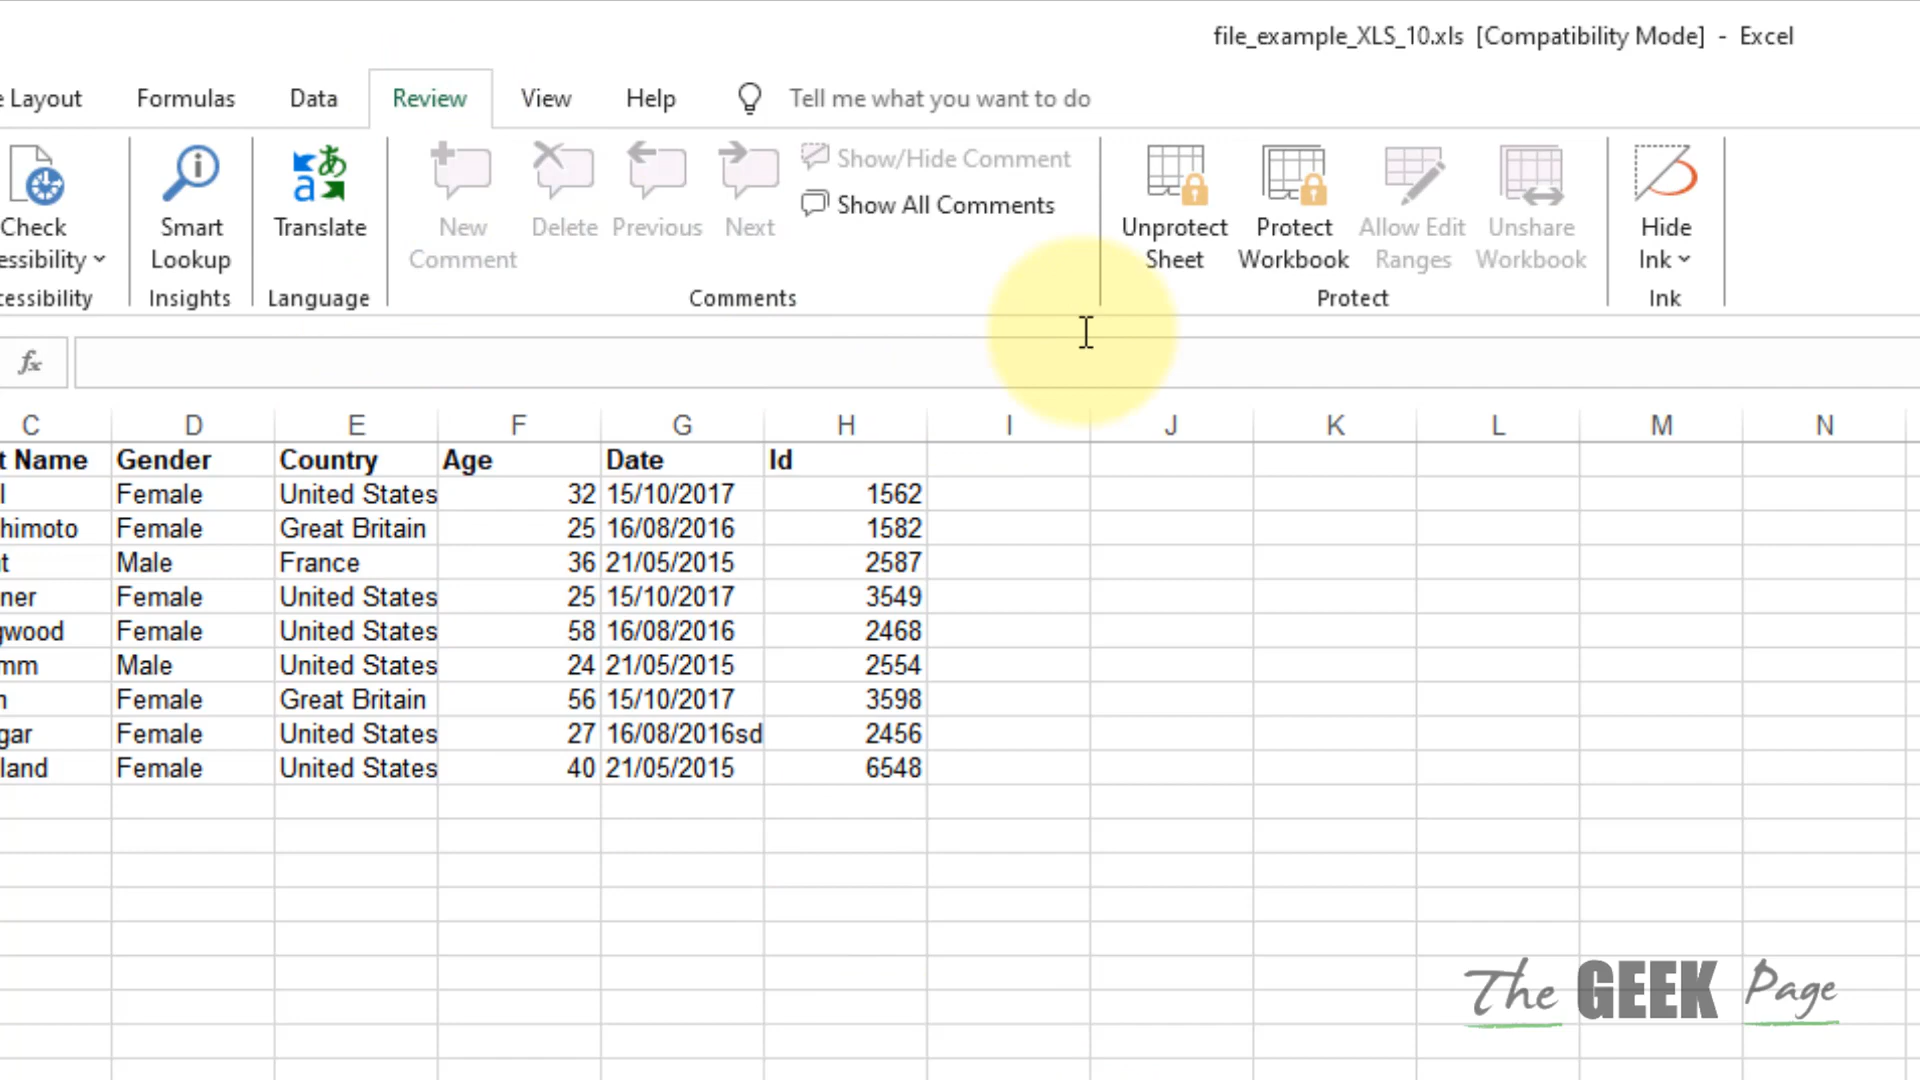 file_example_XLS_10.xls [Compatibility Mode] - Excel
e Layout Formulas Data Review View Help Tell me what you want to do
Check
essibility
cessibility
Smart
Lookup
Insights
Translate
Language
New
Comment
Delete
Previous
Next
Show/Hide Comment
Show All Comments
Comments
Unprotect
Sheet
Protect
Workbook
Allow Edit
Ranges
Unshare
Workbook
Protect
Hide
Ink
Ink
fx
C D E F G H I J K L M N
t Name Gender Country Age Date Id
l Female United States 32 15/10/2017 1562
himoto Female Great Britain 25 16/08/2016 1582
t Male France 36 21/05/2015 2587
ner Female United States 25 15/10/2017 3549
gwood Female United States 58 16/08/2016 2468
mm Male United States 24 21/05/2015 2554
n Female Great Britain 56 15/10/2017 3598
gar Female United States 27 16/08/2016sd 2456
land Female United States 40 21/05/2015 6548
The GEEK Page